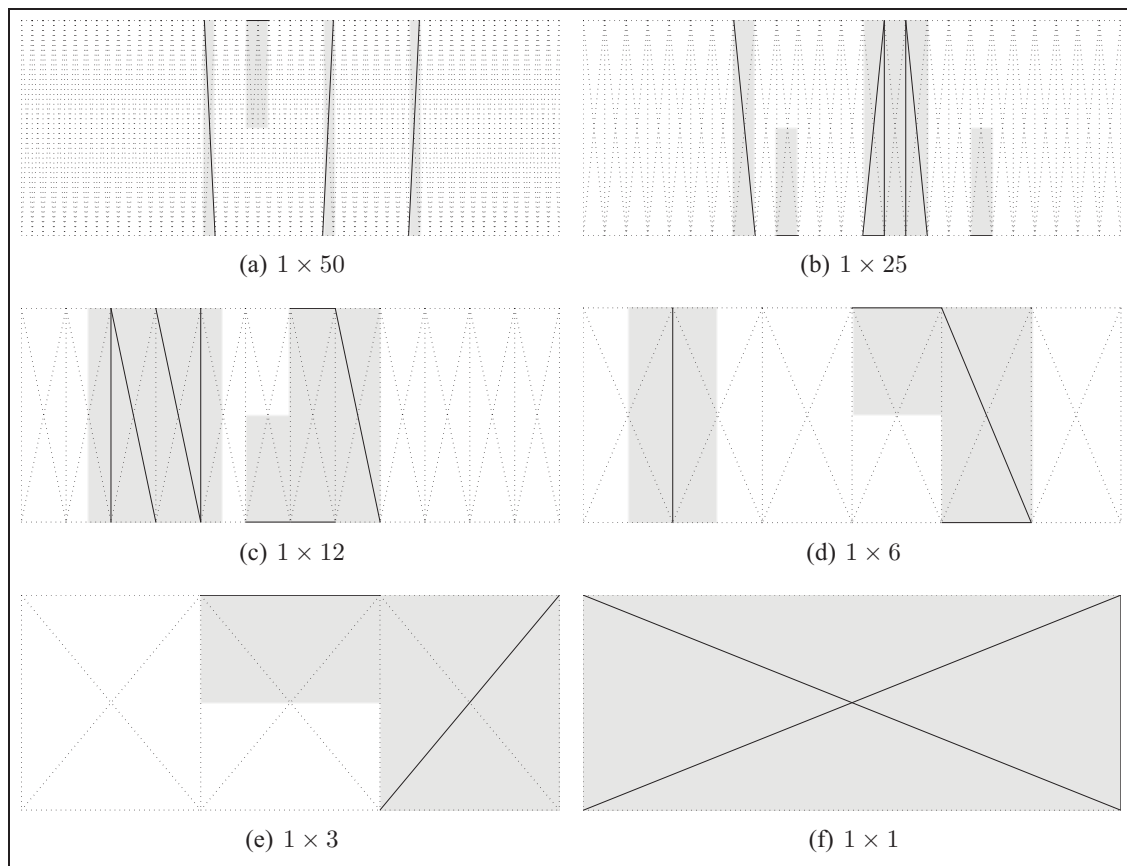 (a) 1 × 50
(b) 1 × 25
(c) 1 × 12
(d) 1 × 6
(e) 1 × 3
(f) 1 × 1